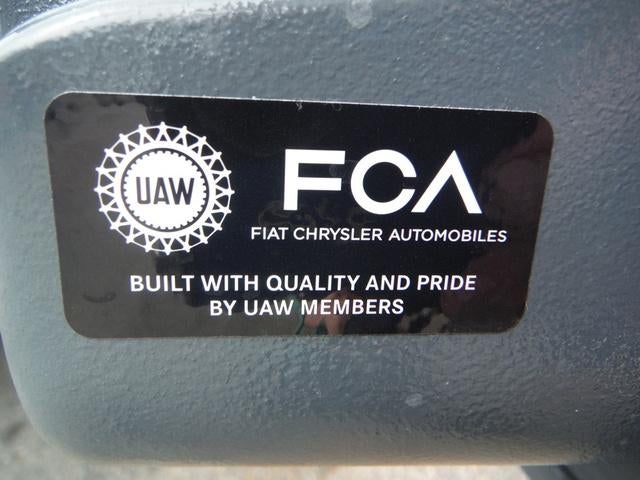 UAW
FCA
FIAT CHRYSLER AUTOMOBILES
BUILT WITH QUALITY AND PRIDE
BY UAW MEMBERS